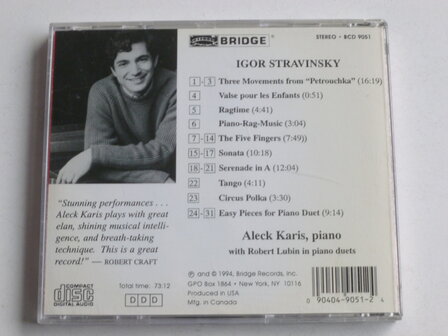 BRIDGE
STEREO - BCD 9051
IGOR STRAVINSKY
1 - 3 Three Movements from "Petrouchka" (16:19)
4 Valse pour les Enfants (0:51)
5 Ragtime (4:41)
6 Piano-Rag-Music (3:04)
7 - 14 The Five Fingers (7:49))
15 - 17 Sonata (10:18)
18 - 21 Serenade in A (12:04)
22 Tango (4:11)
23 Circus Polka (3:30)
24 - 31 Easy Pieces for Piano Duet (9:14)
Aleck Karis, piano
with Robert Lubin in piano duets
"Stunning performances . . .
Aleck Karis plays with great
elan, shining musical intelli-
gence, and breath-taking
technique. This is a great
record!" — ROBERT CRAFT
COMPACT
disc
DIGITAL AUDIO
Total time: 73:12
D D D
℗ and © 1994, Bridge Records, Inc.
GPO Box 1864 • New York, NY 10116
Produced in USA
Mfg. in Canada
0 90404-9051-2 4